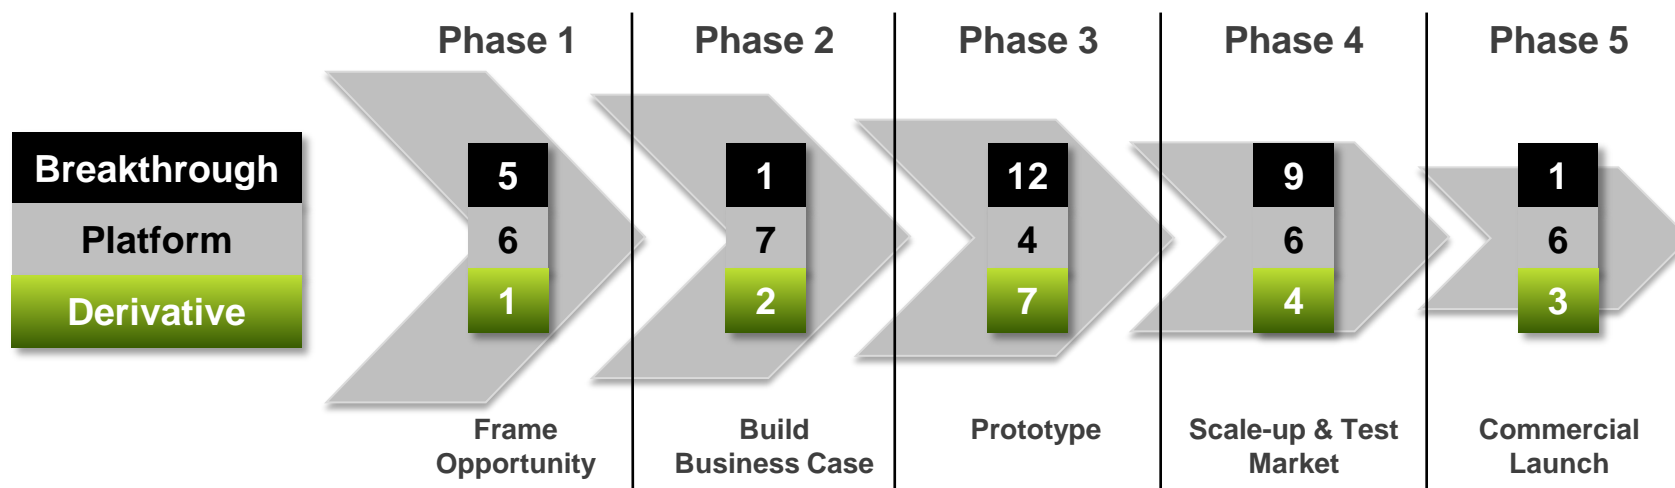 Phase 1
Phase 2
Phase 3
Phase 4
Phase 5
Breakthrough
5
1
12
9
1
Platform
6
7
4
6
6
Derivative
1
2
7
4
3
Frame
Opportunity
Build
Business Case
Prototype
Scale-up & Test
Market
Commercial
Launch